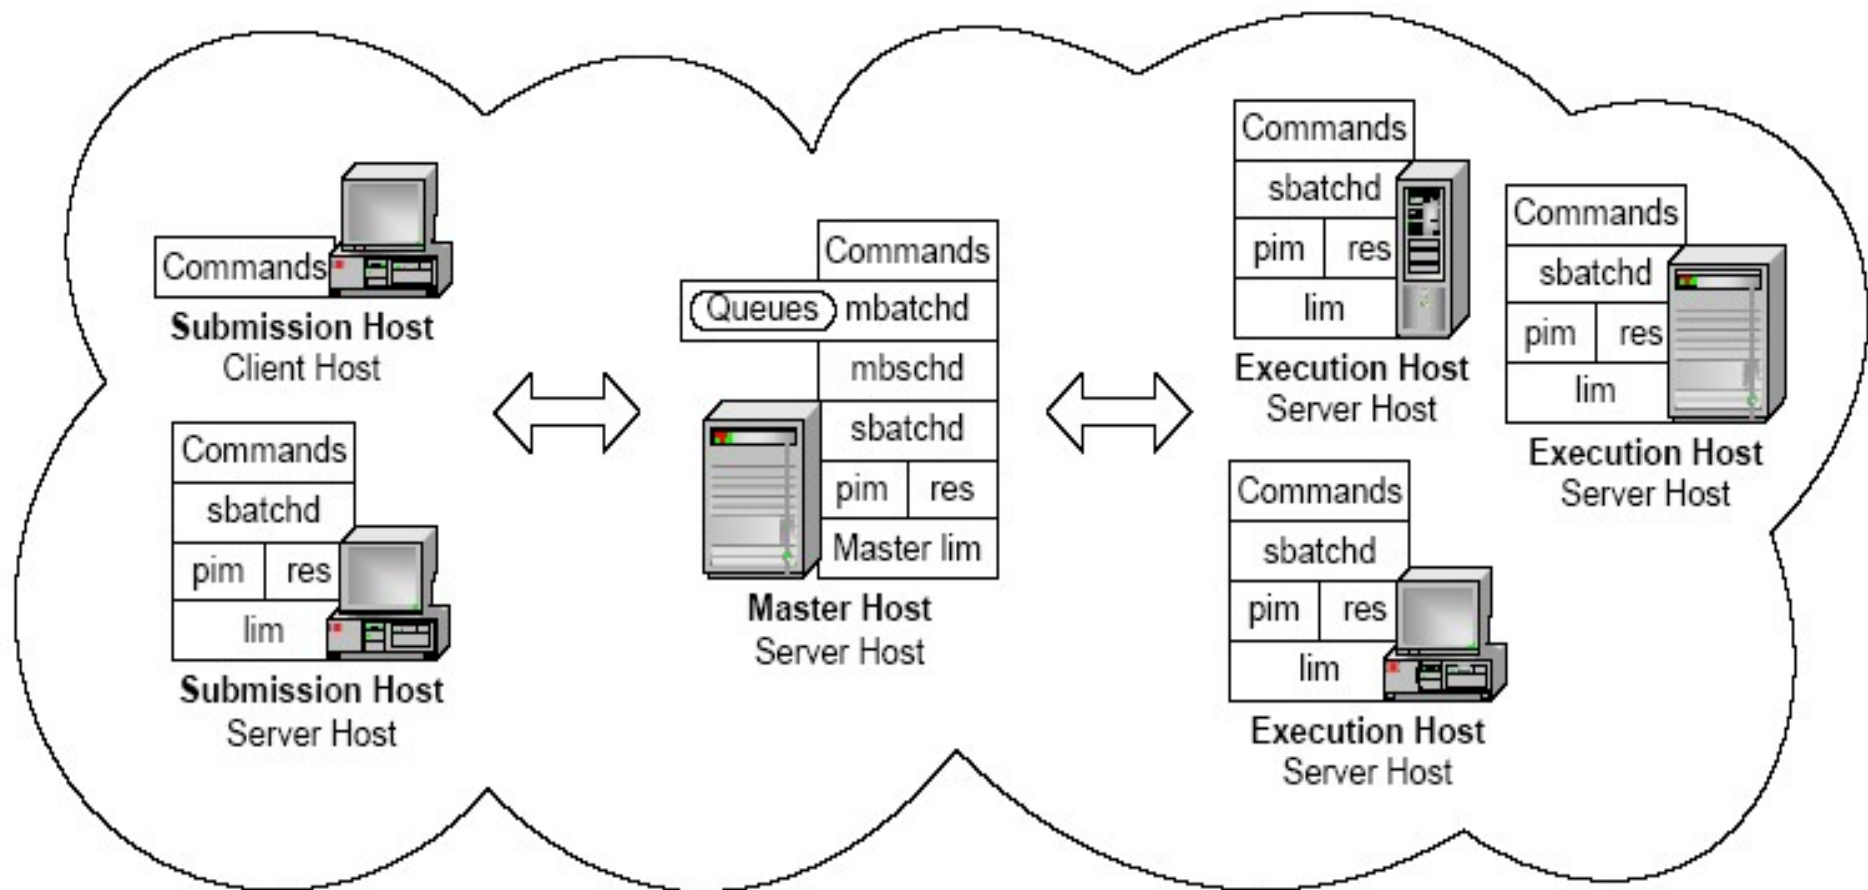 Commands
Submission Host
Client Host
Commands
sbatchd
pim res
lim
Submission Host
Server Host
Commands
Queues mbatchd
mbschd
sbatchd
pim res
Master lim
Master Host
Server Host
Commands
sbatchd
pim res
lim
Execution Host
Server Host
Commands
sbatchd
pim res
lim
Execution Host
Server Host
Commands
sbatchd
pim res
lim
Execution Host
Server Host